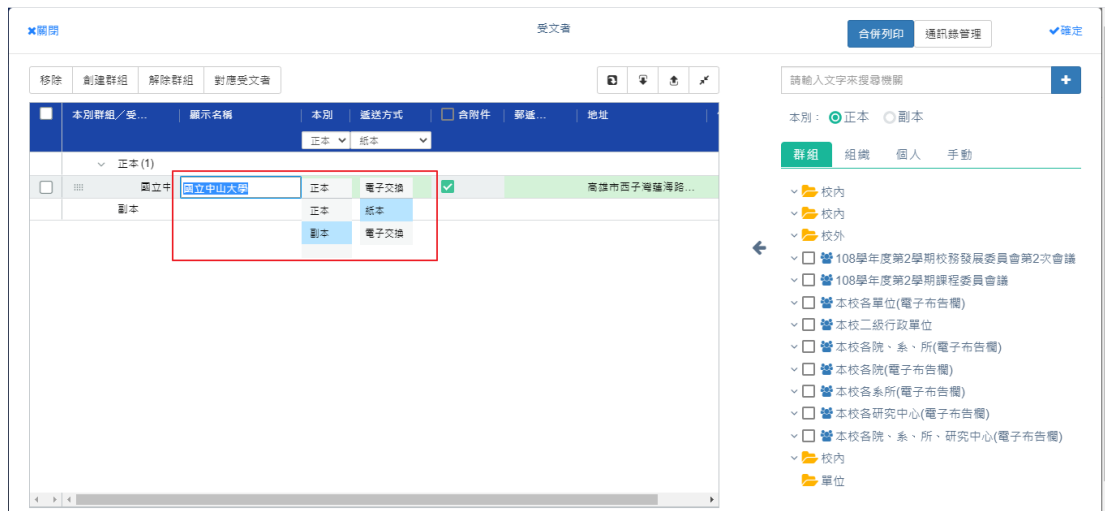 ✖關閉
受文者
合併列印 通訊錄管理
✔確定
移除 創建群組 解除群組 對應受文者
請輸入文字來搜尋機關
本別群組／受... 顯示名稱 本別 遞送方式 含附件 郵遞... 地址
正本 紙本
本別： 正本 副本
群組 組織 個人 手動
正本(1)
國立中 國立中山大學 正本 電子交換 高雄市西子灣蓮海路...
副本 正本 紙本
副本 電子交換
校內
校內
校外
108學年度第2學期校務發展委員會第2次會議
108學年度第2學期課程委員會議
本校各單位(電子布告欄)
本校二級行政單位
本校各院、系、所(電子布告欄)
本校各院(電子布告欄)
本校各系所(電子布告欄)
本校各研究中心(電子布告欄)
本校各院、系、所、研究中心(電子布告欄)
校內
單位